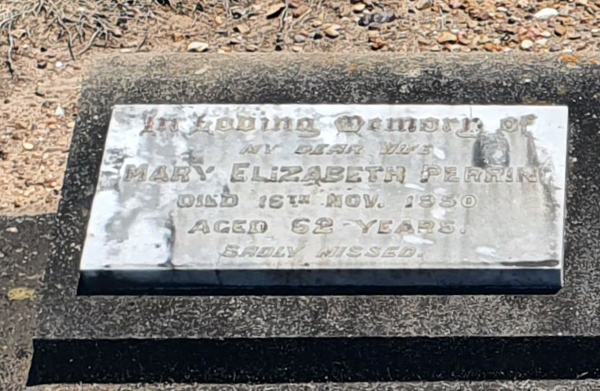 In Loving Memory of
MY DEAR WIFE
MARY ELIZABETH PERRIN
DIED 16TH NOV. 1950
AGED 62 YEARS.
SADLY MISSED.